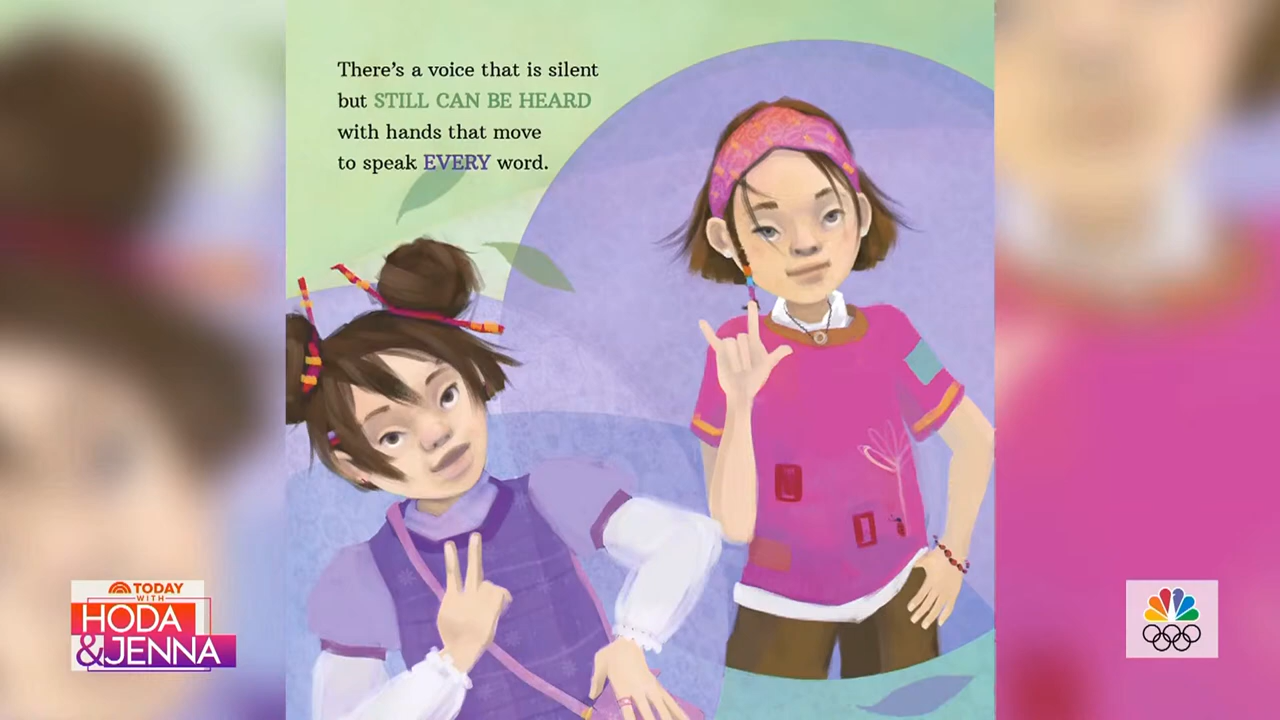 There's a voice that is silent
but STILL CAN BE HEARD
with hands that move
to speak EVERY word.
TODAY
WITH
HODA
&JENNA